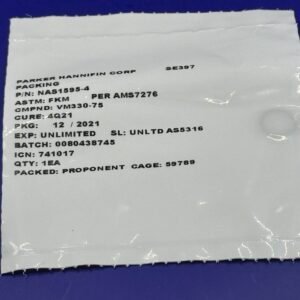 PARKER HANNIFIN CORP SE397
PACKING
P/N: NAS1595-4
ASTM: FKM PER AMS7276
CMPND: VM330-75
CURE: 4Q21
PKG: 12 / 2021
EXP: UNLIMITED SL: UNLTD AS5316
BATCH: 0080438745
ICN: 741017
QTY: 1EA
PACKED: PROPONENT CAGE: 59789